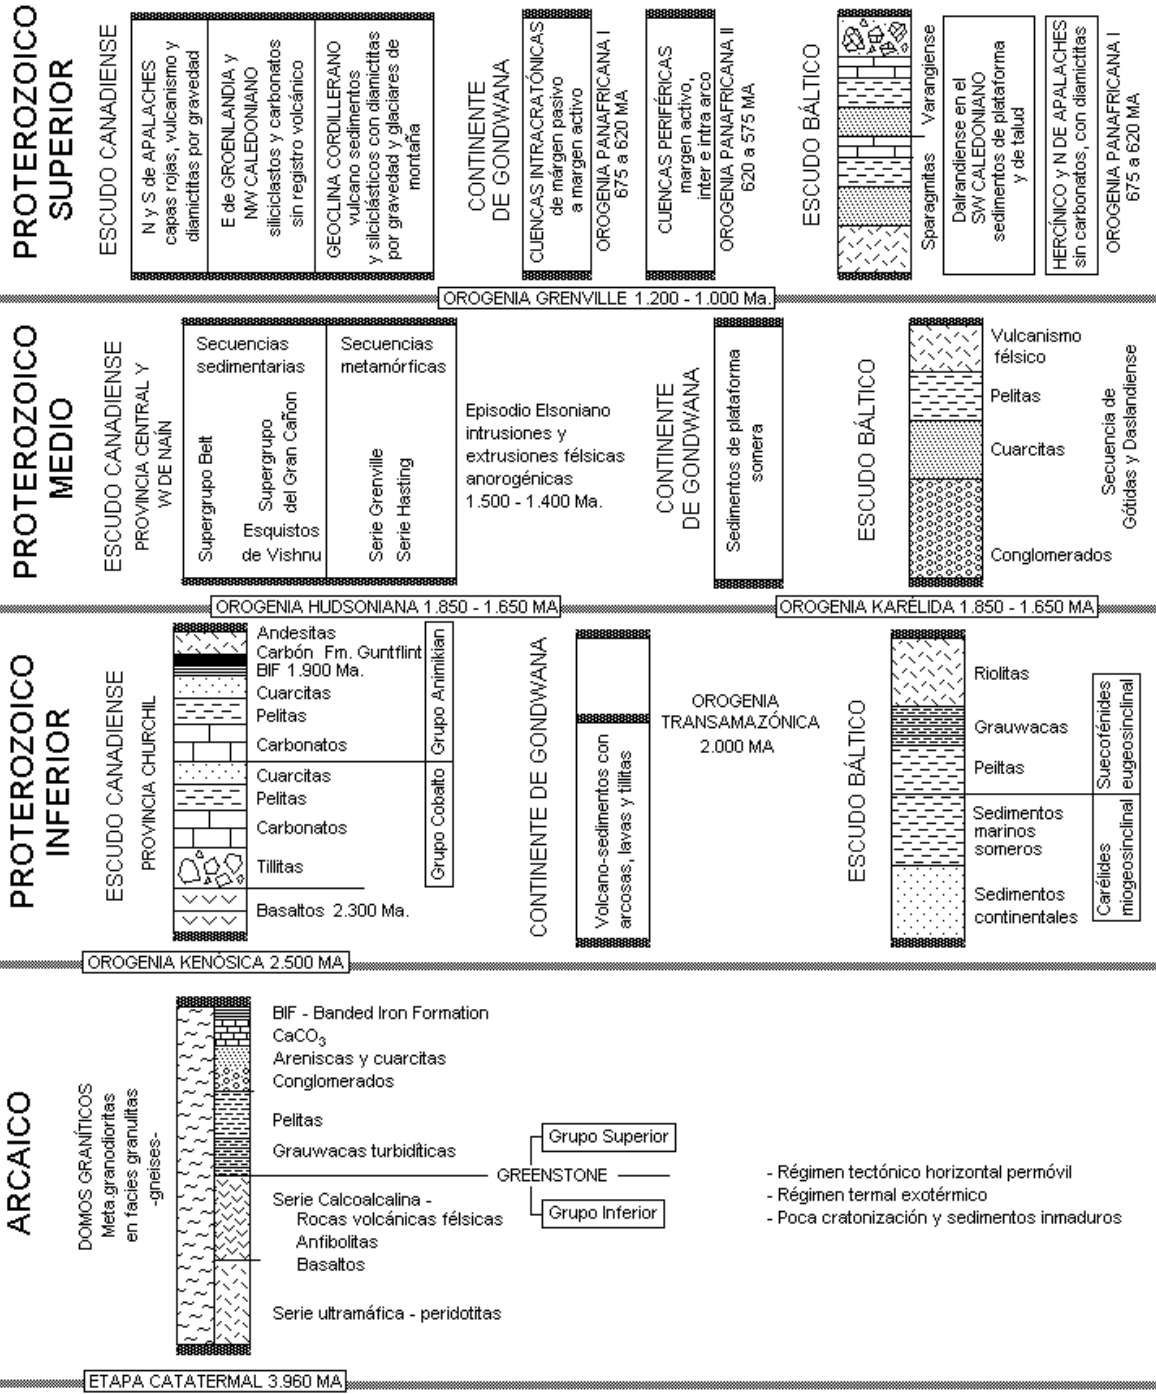 PROTEROZOICO
SUPERIOR
ESCUDO CANADIENSE
N y S de APALACHES
capas rojas, vulcanismo y
diamictitas por gravedad
E de GROENLANDIA y
NW CALEDONIANO
siliciclastos y carbonatos
sin registro volcánico
GEOCLINA CORDILLERANO
vulcano sedimentos
y silciclásticos con diamictitas
por gravedad y glaciares de
montaña
CONTINENTE
DE GONDWANA
CUENCAS INTRACRATÓNICAS
de márgen pasivo
a margen activo
OROGENIA PANAFRICANA I
675 a 620 MA
CUENCAS PERIFÉRICAS
margen activo,
inter e intra arco
OROGENIA PANAFRICANA II
620 a 575 MA
ESCUDO BÁLTICO
Sparagmitas
Varangiense
Dalrandiense en el
SW CALEDONIANO
sedimentos de plataforma
y de talud
HERCÍNICO y N DE APALACHES
sin carbonatos, con diamictitas
OROGENIA PANAFRICANA I
675 a 620 MA
OROGENIA GRENVILLE 1.200 - 1.000 Ma.
PROTEROZOICO
MEDIO
ESCUDO CANADIENSE
PROVINCIA CENTRAL Y
W DE NAÍN
Secuencias
sedimentarias
Supergrupo Belt
Supergrupo
del Gran Cañon
Esquistos
de Vishnu
Secuencias
metamórficas
Serie Grenville
Serie Hasting
Episodio Elsoniano
intrusiones y
extrusiones félsicas
anorogénicas
1.500 - 1.400 Ma.
CONTINENTE
DE GONDWANA
Sedimentos de plataforma
somera
ESCUDO BÁLTICO
Vulcanismo
félsico
Pelitas
Cuarcitas
Conglomerados
Secuencia de
Gótidas y Daslandiense
OROGENIA HUDSONIANA 1.850 - 1.650 MA
OROGENIA KARÉLIDA 1.850 - 1.650 MA
PROTEROZOICO
INFERIOR
ESCUDO CANADIENSE
PROVINCIA CHURCHIL
Andesitas
Carbón Fm. Guntflint
BIF 1.900 Ma.
Cuarcitas
Pelitas
Carbonatos
Cuarcitas
Pelitas
Carbonatos
Tillitas
Basaltos 2.300 Ma.
Grupo Animikian
Grupo Cobalto
CONTINENTE DE GONDWANA
Volcano-sedimentos con
arcosas, lavas y tillitas
OROGENIA
TRANSAMAZÓNICA
2.000 MA
ESCUDO BÁLTICO
Riolitas
Grauwacas
Peiltas
Sedimentos
marinos
someros
Sedimentos
continentales
Suecofénides
eugeosinclinal
Carélides
miogeosinclinal
OROGENIA KENÓSICA 2.500 MA
ARCAICO
DOMOS GRANÍTICOS
Meta.granodioritas
en facies granulitas
-gneises-
BIF - Banded Iron Formation
CaCO3
Areniscas y cuarcitas
Conglomerados
Pelitas
Grauwacas turbidíticas
Grupo Superior
GREENSTONE
Grupo Inferior
Serie Calcoalcalina -
Rocas volcánicas félsicas
Anfibolitas
Basaltos
Serie ultramáfica - peridotitas
- Régimen tectónico horizontal permóvil
- Régimen termal exotérmico
- Poca cratonización y sedimentos inmaduros
ETAPA CATATERMAL 3.960 MA